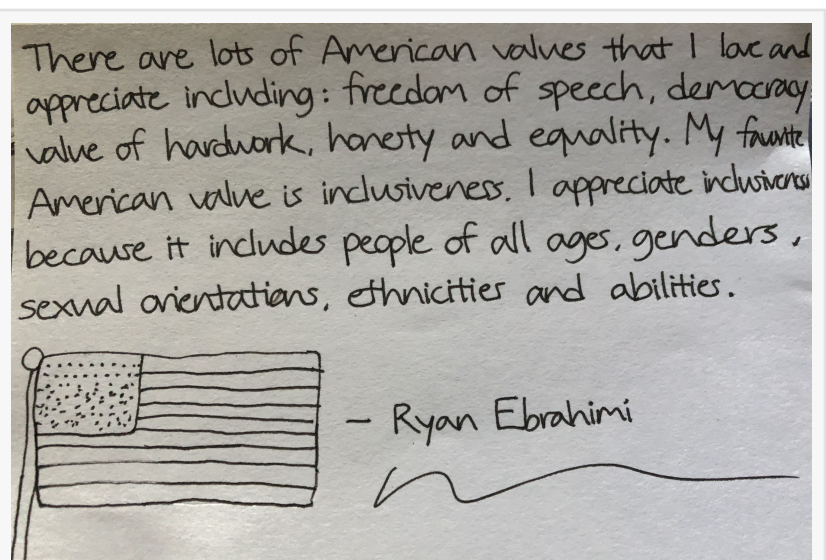 There are lots of American values that I love and
appreciate including: freedom of speech, democracy
value of hardwork, honesty and equality. My favorite
American value is inclusiveness. I appreciate inclusiveness
because it includes people of all ages, genders,
sexual orientations, ethnicities and abilities.
- Ryan Ebrahimi